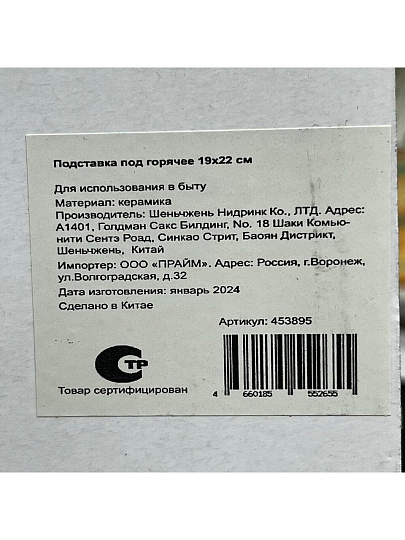 Подставка под горячее 19х22 см
Для использования в быту
Материал: керамика
Производитель: Шеньчжень Нидринк Ко., ЛТД. Адрес:
А1401, Голдман Сакс Билдинг, No. 18 Шаки Комью-
нити Сентэ Роад, Синкао Стрит, Баоян Дистрикт,
Шеньчжень, Китай
Импортер: ООО «ПРАЙМ». Адрес: Россия, г.Воронеж,
ул.Волгоградская, д.32
Дата изготовления: январь 2024
Сделано в Китае
Артикул: 453895
СТР
Товар сертифицирован
4 660185 552655